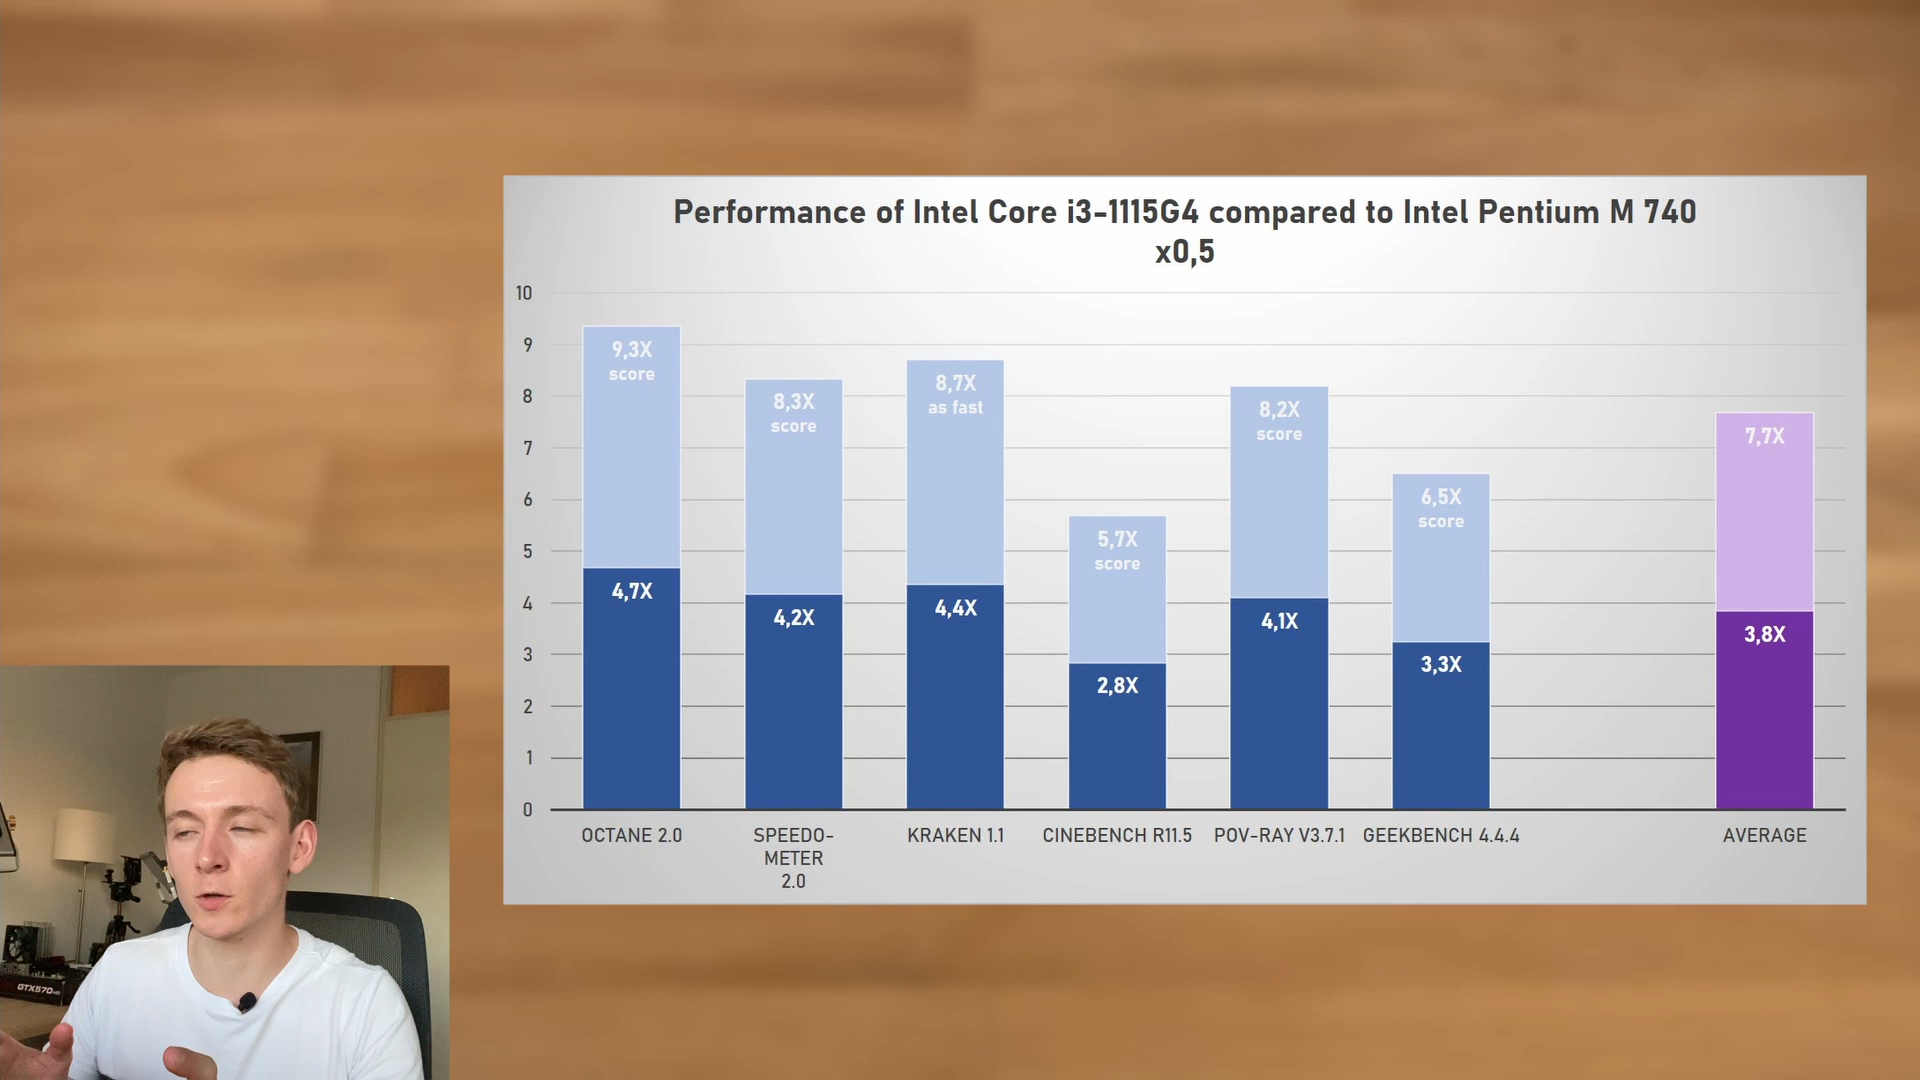 Performance of Intel Core i3-1115G4 compared to Intel Pentium M 740
x0,5
10
9
8
7
6
5
4
3
2
1
0
9,3X
score
4,7X
8,3X
score
4,2X
8,7X
as fast
4,4X
5,7X
score
2,8X
8,2X
score
4,1X
6,5X
score
3,3X
7,7X
3,8X
OCTANE 2.0
SPEEDO-
METER
2.0
KRAKEN 1.1
CINEBENCH R11.5
POV-RAY V3.7.1
GEEKBENCH 4.4.4
AVERAGE
GTX570